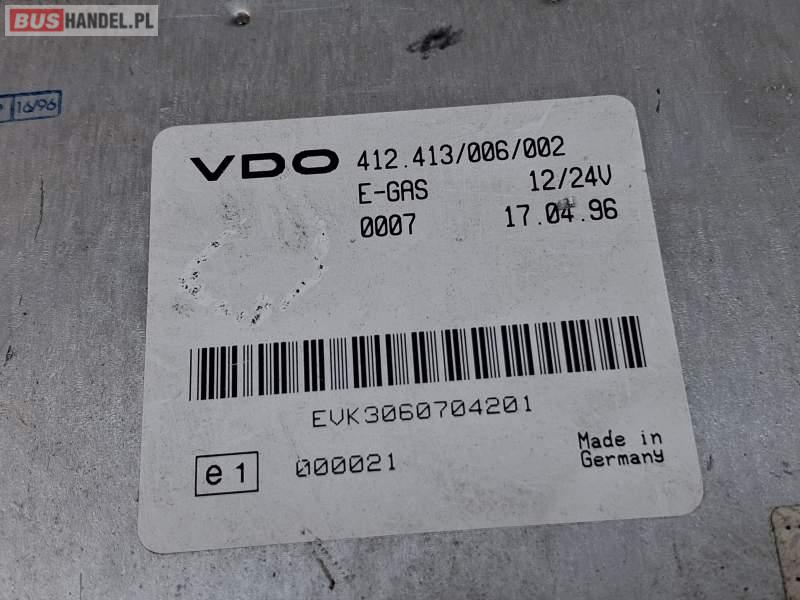 BUSHANDEL.PL
16/96
VDO 412.413/006/002
E-GAS 12/24V
0007 17.04.96
EVK3060704201
e1 000021
Made in
Germany